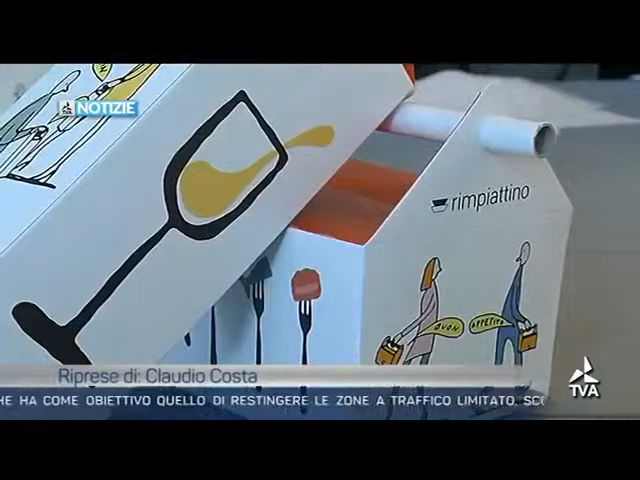 TVA NOTIZIE
rimpiattino
BUON APPETITO
Riprese di: Claudio Costa
TVA
HE HA COME OBIETTIVO QUELLO DI RESTINGERE LE ZONE A TRAFFICO LIMITATO. SC